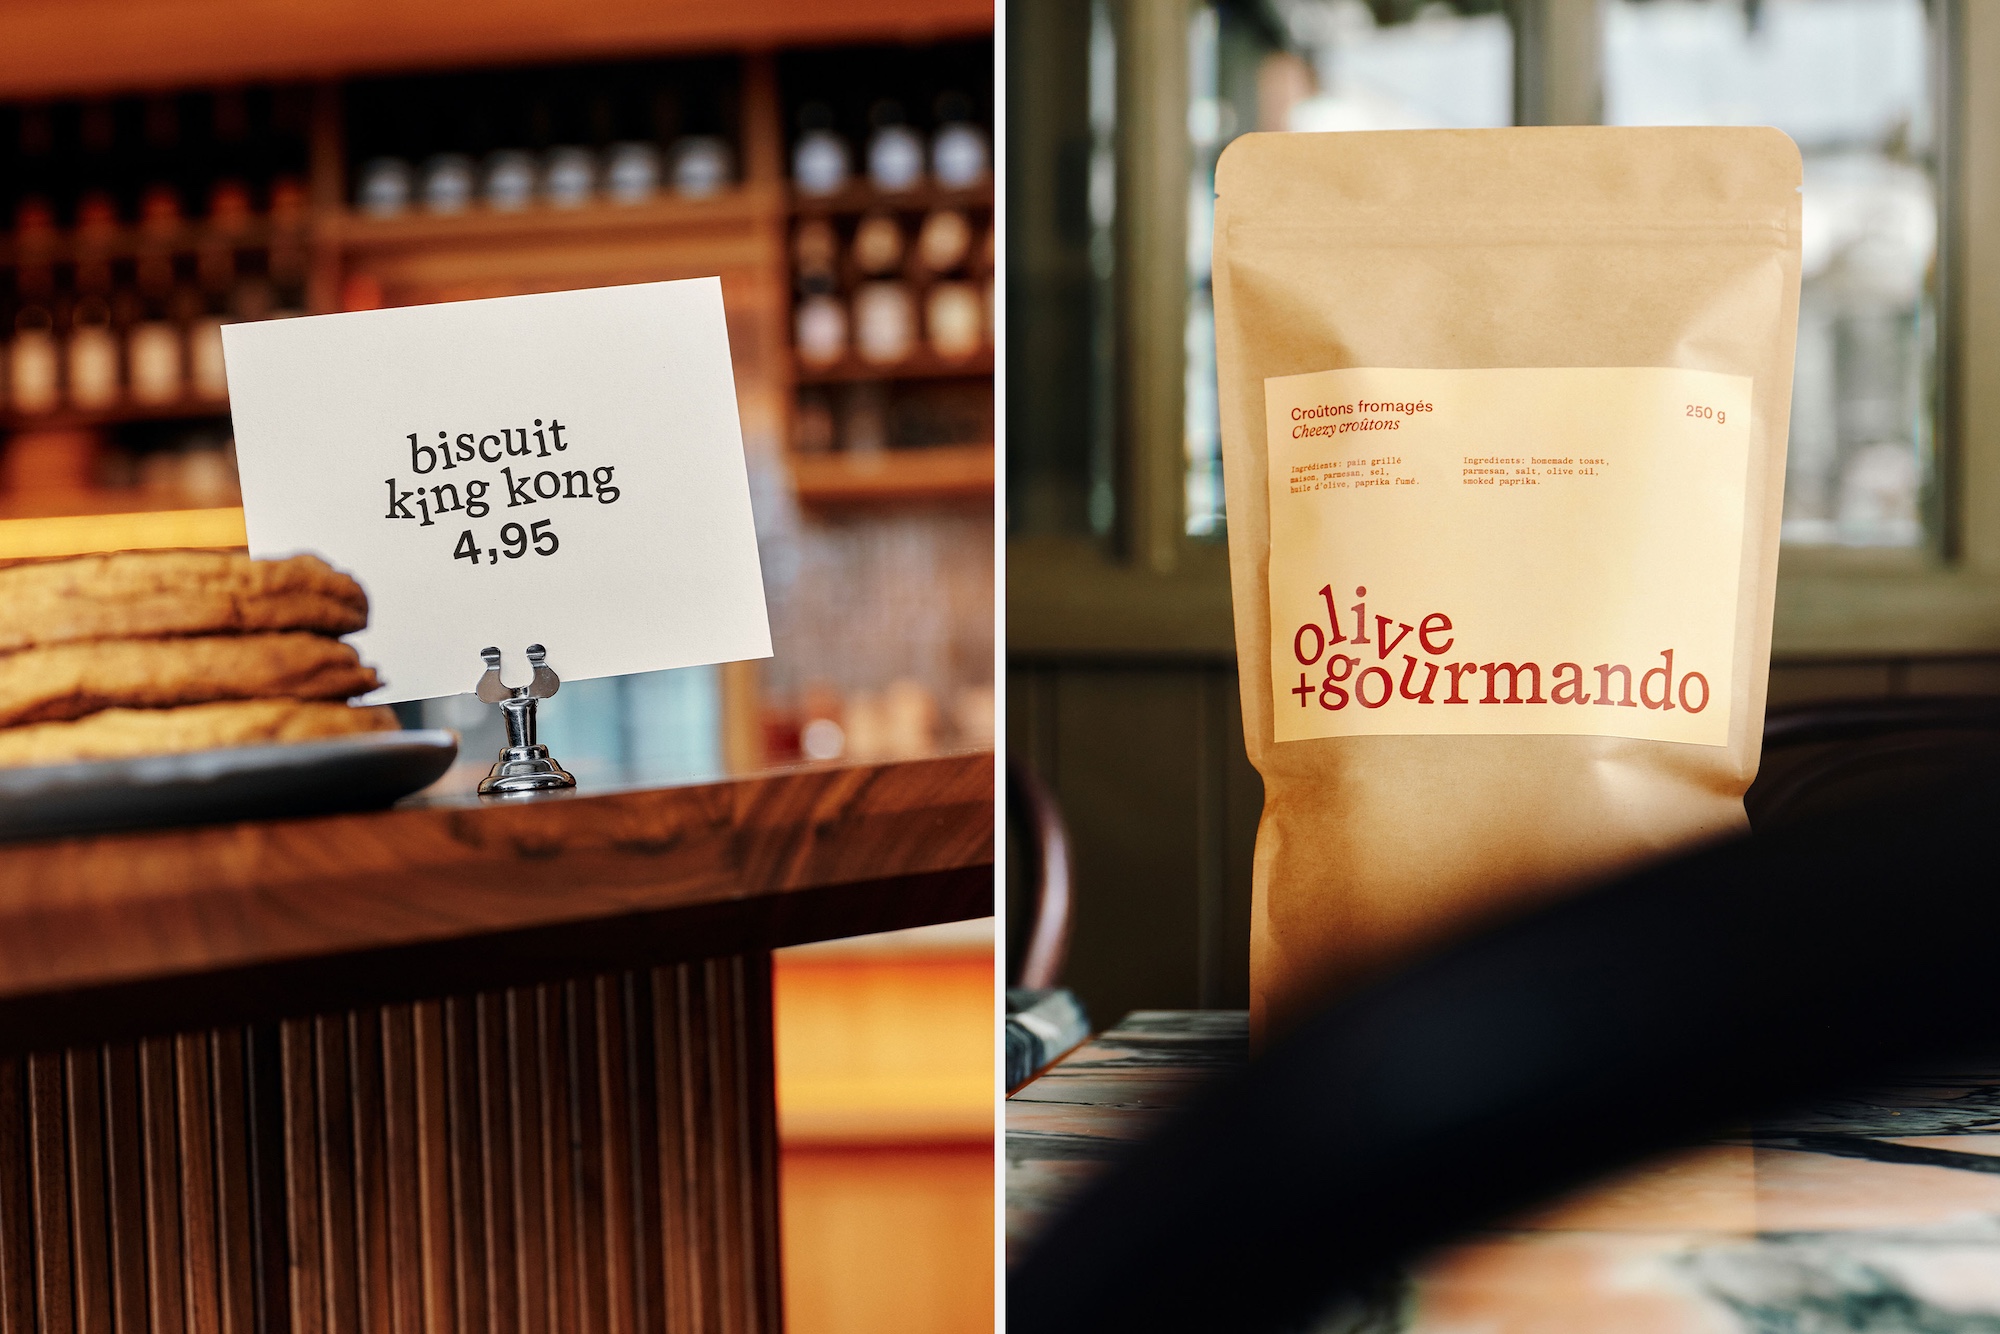 biscuit
king kong
4,95
Croûtons fromagés
Cheezy croûtons
250 g
Ingrédients: pain grillé
maison, parmesan, sel,
huile d'olive, paprika fumé.
Ingredients: homemade toast,
parmesan, salt, olive oil,
smoked paprika.
olive
+gourmando